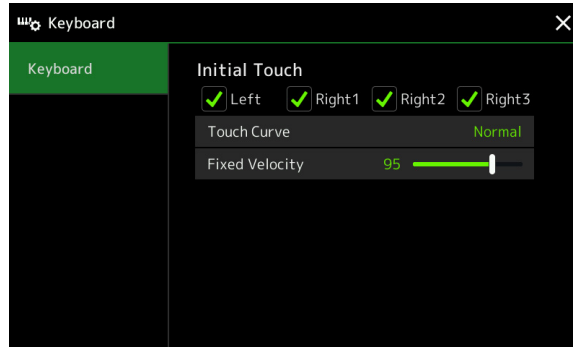 Keyboard
Keyboard
Initial Touch
Left Right1 Right2 Right3
Touch Curve Normal
Fixed Velocity 95